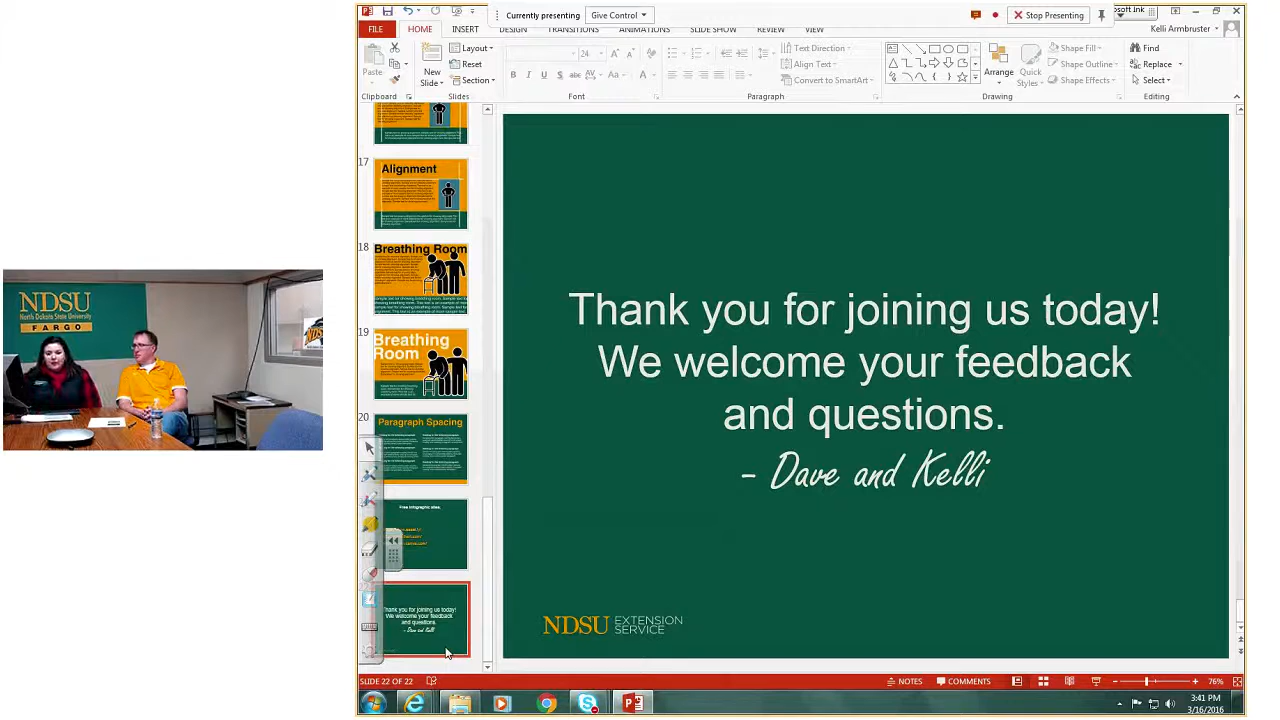 Currently presenting
Give Control
Stop Presenting
FILE
HOME
INSERT
DESIGN
TRANSITIONS
ANIMATIONS
SLIDE SHOW
REVIEW
VIEW
Kelli Armbruster
Paste
New
Slide
Layout
Reset
Section
24
Text Direction
Align Text
Convert to SmartArt
Arrange
Quick
Styles
Shape Fill
Shape Outline
Shape Effects
Find
Replace
Select
Clipboard
Slides
Font
Paragraph
Drawing
Editing
17
Alignment
18
Breathing Room
19
Breathing
Room
20
Paragraph Spacing
Free infographic sites.
Thank you for joining us today!
We welcome your feedback
and questions.
- Dave and Kelli
Thank you for joining us today!
We welcome your feedback
and questions.
- Dave and Kelli
NDSU EXTENSION
SERVICE
NDSU
North Dakota State University
FARGO
SLIDE 22 OF 22
NOTES
COMMENTS
76%
3:41 PM
3/16/2016